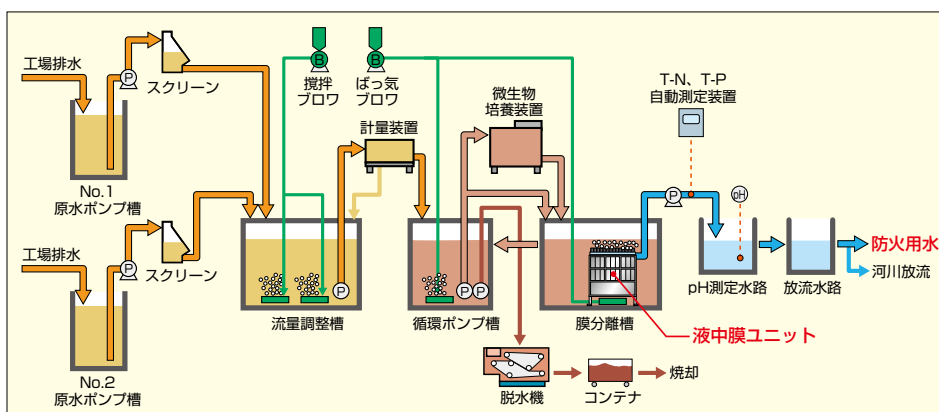 工場排水
P
スクリーン
No.1
原水ポンプ槽
工場排水
P
スクリーン
No.2
原水ポンプ槽
B
撹拌
ブロワ
B
ばっ気
ブロワ
計量装置
微生物
培養装置
T-N、T-P
自動測定装置
P
pH
P
流量調整槽
P
P
循環ポンプ槽
膜分離槽
pH測定水路
放流水路
防火用水
河川放流
液中膜ユニット
脱水機
コンテナ
焼却